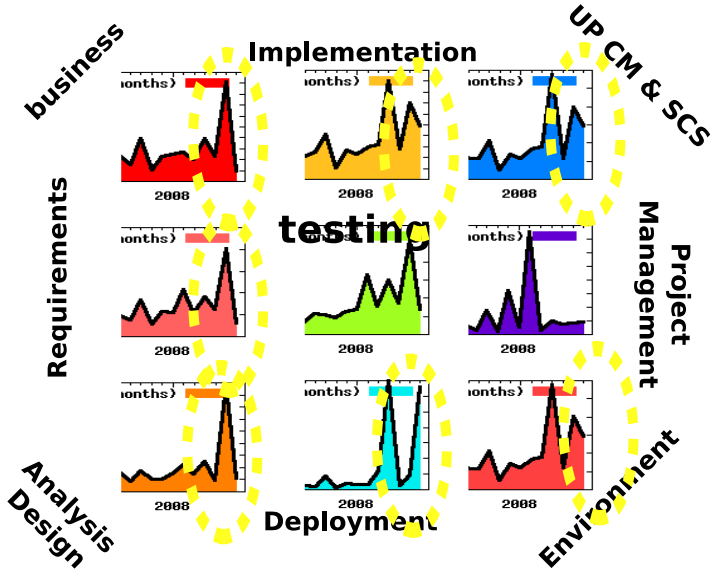 business
Implementation
UP CM & SCS
onths)
onths)
onths)
2008
2008
2008
Requirements
testing
Project
Management
onths)
onths)
onths)
2008
2008
2008
onths)
onths)
onths)
2008
2008
2008
Analysis
Design
Deployment
Environment